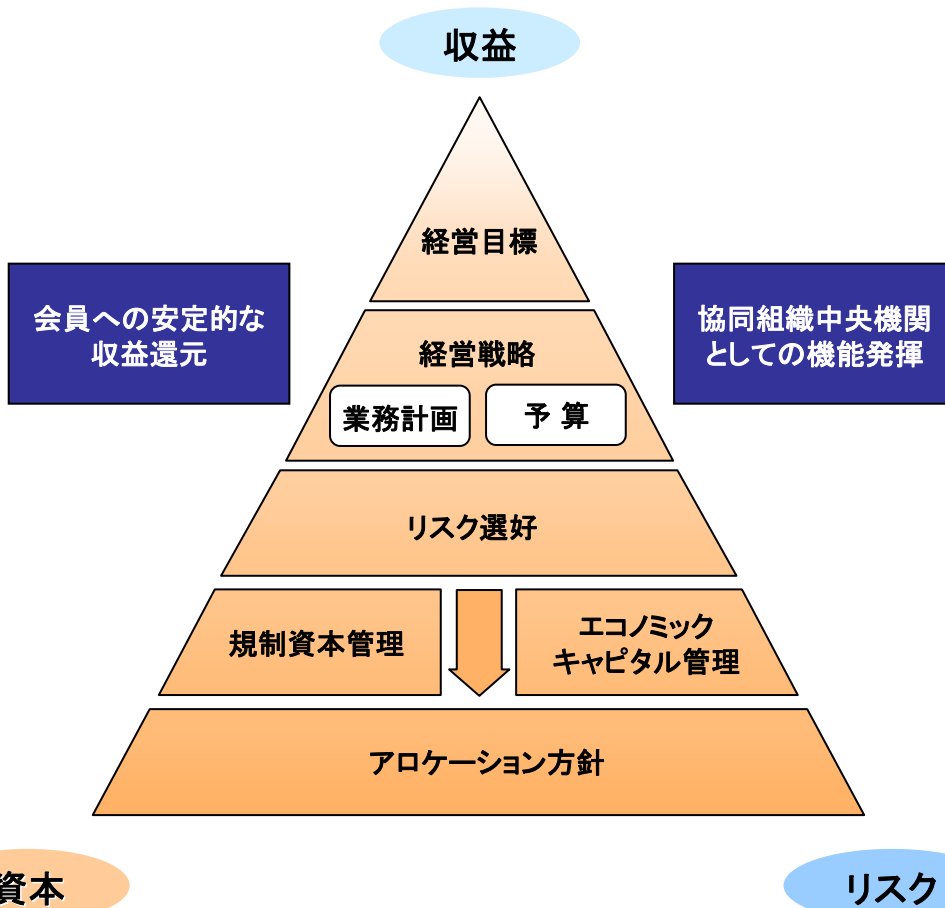 収益
経営目標
会員への安定的な
収益還元
協同組織中央機関
としての機能発揮
経営戦略
業務計画
予 算
リスク選好
規制資本管理
エコノミック
キャピタル管理
アロケーション方針
資本
リスク